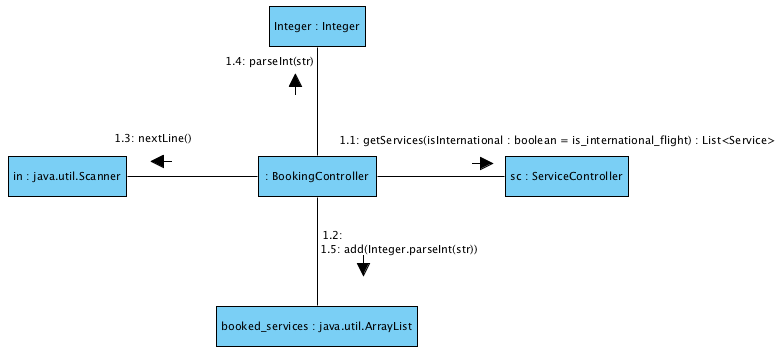 Integer : Integer
1.4: parseInt(str)
1.3: nextLine()
1.1: getServices(isInternational : boolean = is_international_flight) : List<Service>
in : java.util.Scanner
: BookingController
sc : ServiceController
1.2:
1.5: add(Integer.parseInt(str))
booked_services : java.util.ArrayList